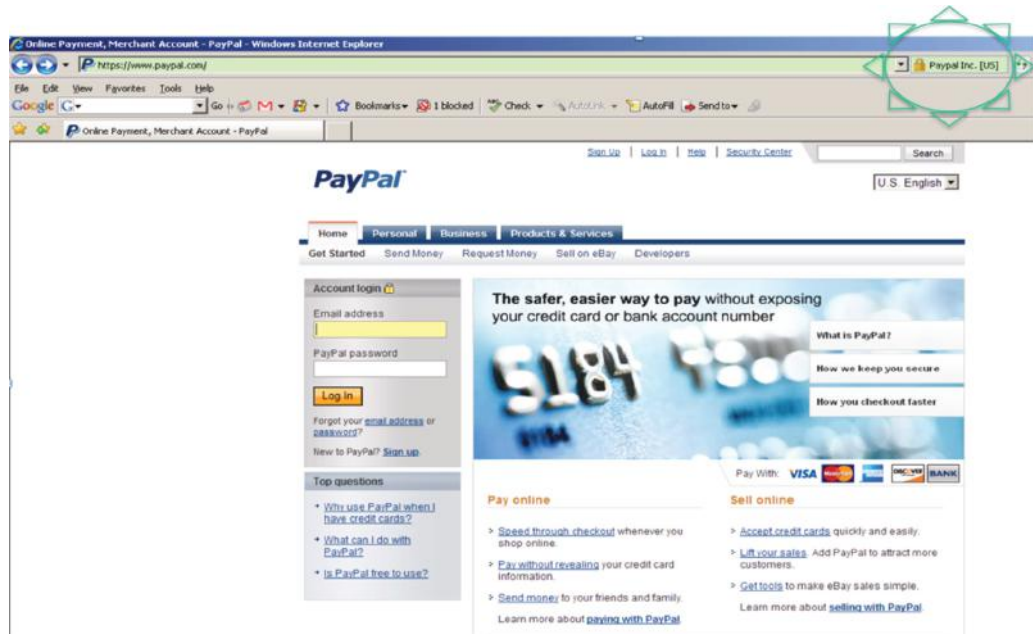 Online Payment, Merchant Account - PayPal - Windows Internet Explorer
https://www.paypal.com/
Paypal Inc. [US]
File Edit View Favorites Tools Help
Google G Go Bookmarks 1 blocked Check AutoLink AutoFill Send to
Online Payment, Merchant Account - PayPal
Sign Up | Log In | Help | Security Center Search
PayPal
U.S. English
Home Personal Business Products & Services
Get Started Send Money Request Money Sell on eBay Developers
Account login
Email address
PayPal password
Log In
Forgot your email address or
password?
New to PayPal? Sign up.
Top questions
Why use PayPal when I
have credit cards?
What can I do with
PayPal?
Is PayPal free to use?
The safer, easier way to pay without exposing
your credit card or bank account number
What is PayPal?
How we keep you secure
How you checkout faster
5184
5184
Pay With: VISA MasterCard DISCOVER BANK
Pay online
> Speed through checkout whenever you
shop online.
> Pay without revealing your credit card
information.
> Send money to your friends and family.
Learn more about paying with PayPal.
Sell online
> Accept credit cards quickly and easily.
> Lift your sales. Add PayPal to attract more
customers.
> Get tools to make eBay sales simple.
Learn more about selling with PayPal.